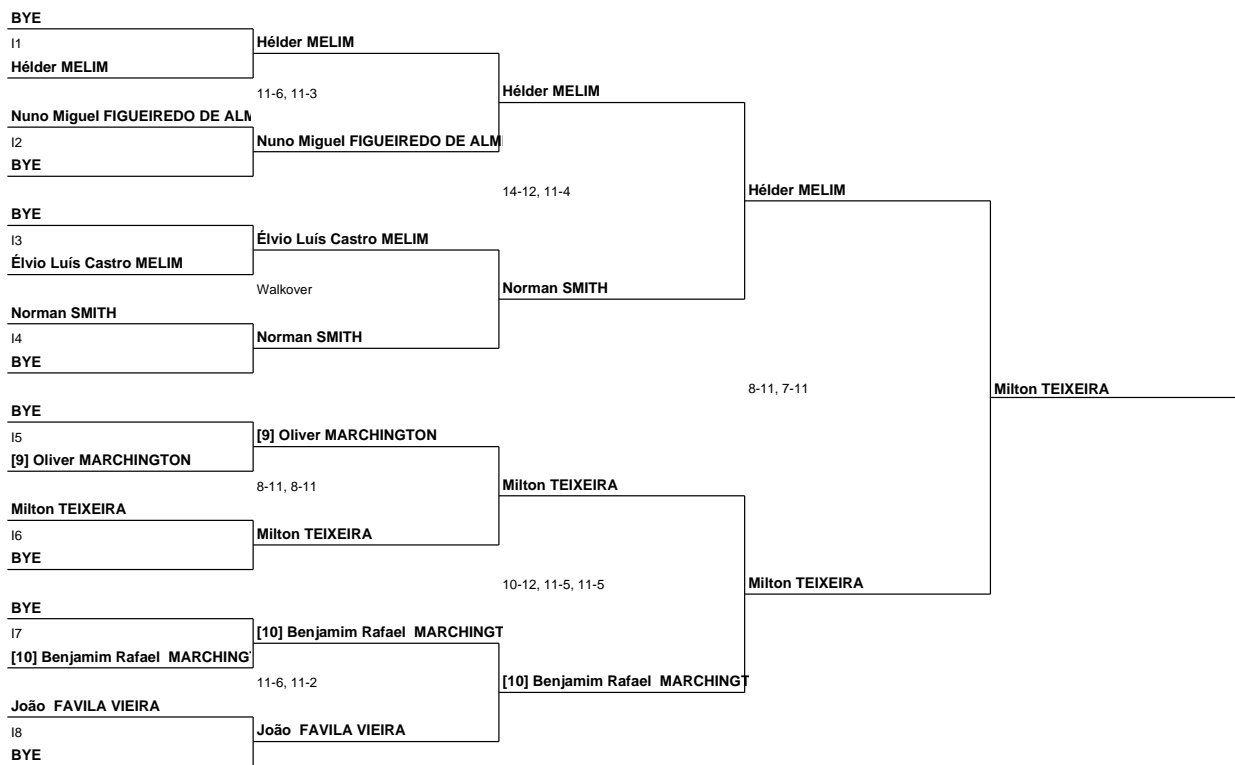 BYE
I1
Hélder MELIM
Nuno Miguel FIGUEIREDO DE ALM
I2
BYE
BYE
I3
Élvio Luís Castro MELIM
Norman SMITH
I4
BYE
BYE
I5
[9] Oliver MARCHINGTON
Milton TEIXEIRA
I6
BYE
BYE
I7
[10] Benjamim Rafael MARCHINGT
João FAVILA VIEIRA
I8
BYE
Hélder MELIM
11-6, 11-3
Nuno Miguel FIGUEIREDO DE ALM
Élvio Luís Castro MELIM
Walkover
Norman SMITH
[9] Oliver MARCHINGTON
8-11, 8-11
Milton TEIXEIRA
[10] Benjamim Rafael MARCHINGT
11-6, 11-2
João FAVILA VIEIRA
Hélder MELIM
14-12, 11-4
Norman SMITH
Milton TEIXEIRA
10-12, 11-5, 11-5
[10] Benjamim Rafael MARCHINGT
Hélder MELIM
8-11, 7-11
Milton TEIXEIRA
Milton TEIXEIRA